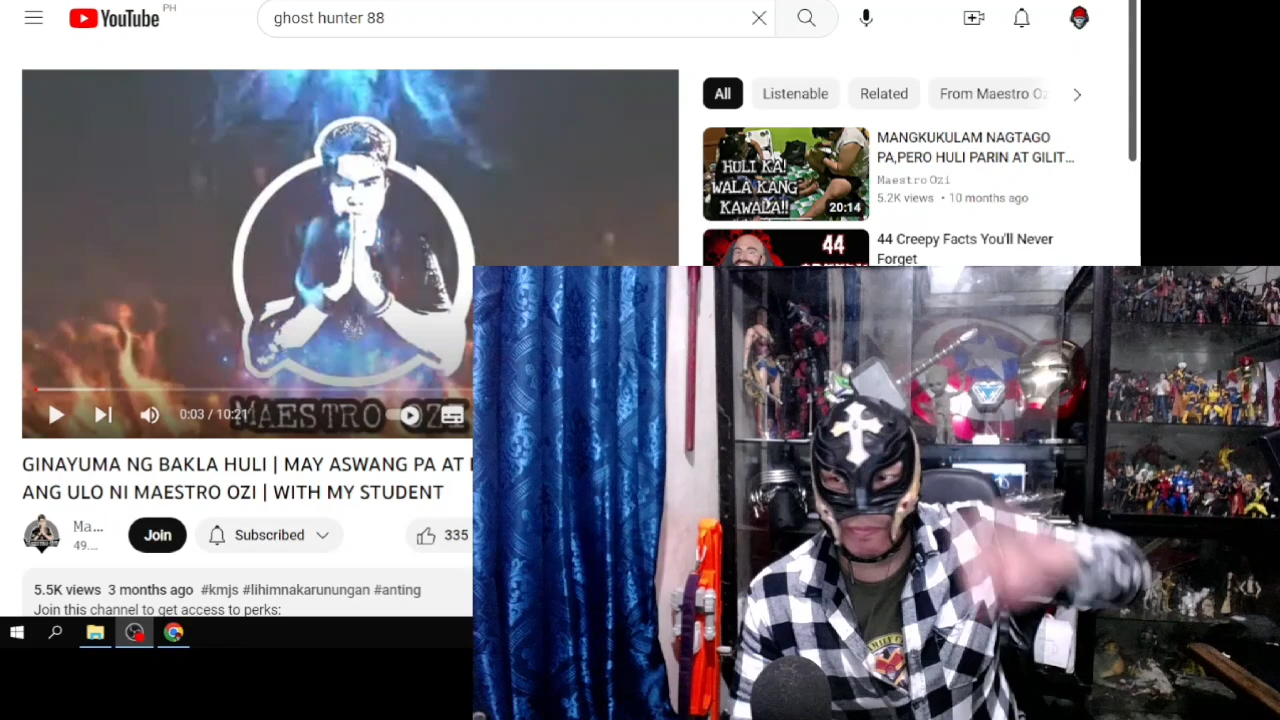 YouTube PH
ghost hunter 88
MAESTRO OZI
0:03 / 10:21
GINAYUMA NG BAKLA HULI | MAY ASWANG PA AT
ANG ULO NI MAESTRO OZI | WITH MY STUDENT
Ma...
49....
Join
Subscribed
335
5.5K views 3 months ago #kmjs #lihimnakarunungan #anting
Join this channel to get access to perks:
All
Listenable
Related
From Maestro Oz
HULI KA!
WALA KANG
KAWALA!!
20:14
MANGKUKULAM NAGTAGO
PA,PERO HULI PARIN AT GILIT...
Maestro Ozi
5.2K views • 10 months ago
44
44 Creepy Facts You'll Never
Forget